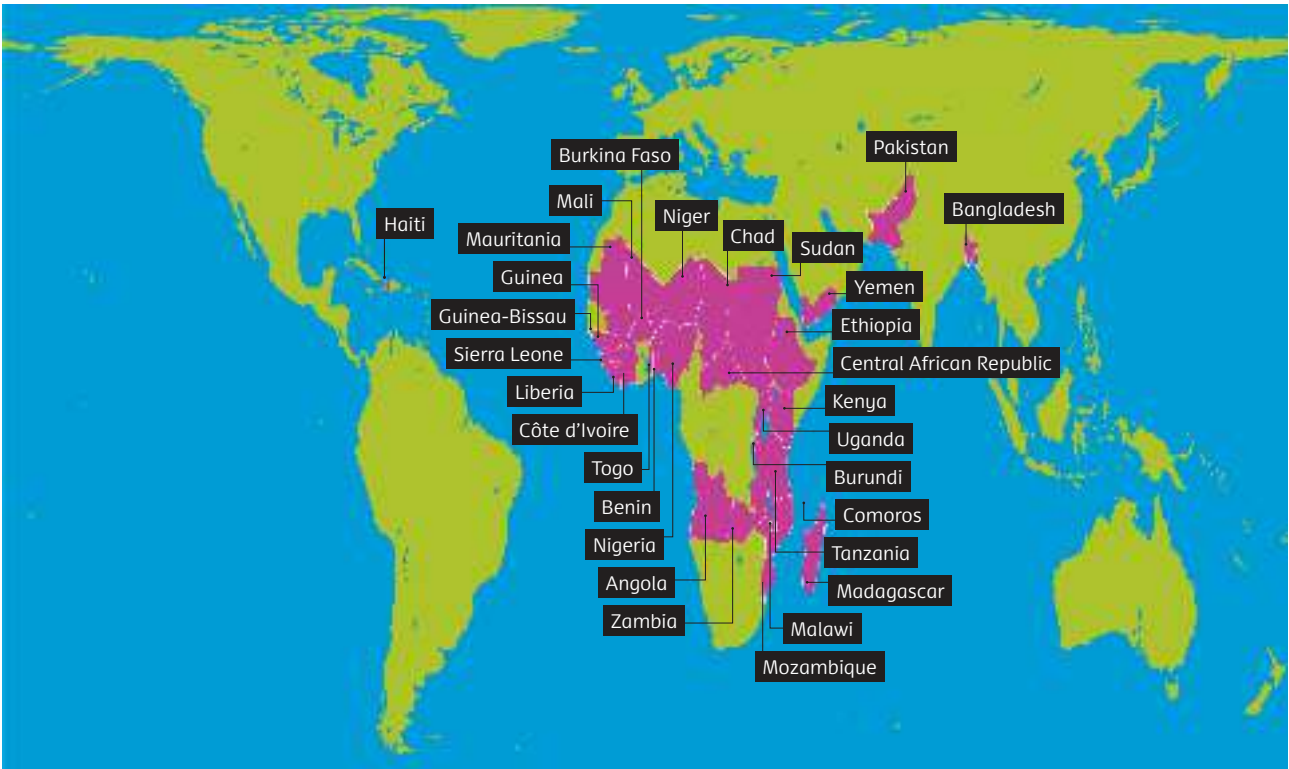 Burkina Faso
Pakistan
Mali
Bangladesh
Niger
Haiti
Chad
Mauritania
Sudan
Guinea
Yemen
Guinea-Bissau
Ethiopia
Sierra Leone
Central African Republic
Liberia
Kenya
Côte d’Ivoire
Uganda
Togo
Burundi
Benin
Comoros
Nigeria
Tanzania
Angola
Madagascar
Zambia
Malawi
Mozambique